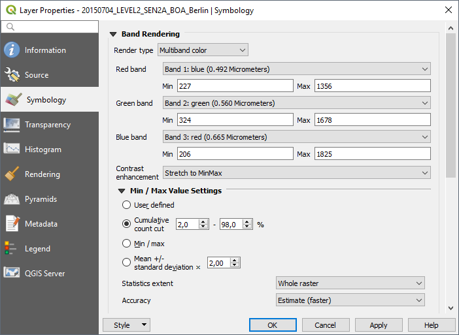 Layer Properties - 20150704_LEVEL2_SEN2A_BOA_Berlin | Symbology
Information
Source
Symbology
Transparency
Histogram
Rendering
Pyramids
Metadata
Legend
QGIS Server
Band Rendering
Render type Multiband color
Red band Band 1: blue (0.492 Micrometers)
Min 227 Max 1356
Green band Band 2: green (0.560 Micrometers)
Min 324 Max 1678
Blue band Band 3: red (0.665 Micrometers)
Min 206 Max 1825
Contrast
enhancement Stretch to MinMax
Min / Max Value Settings
User defined
Cumulative
count cut 2,0 - 98,0 %
Min / max
Mean +/-
standard deviation × 2,00
Statistics extent Whole raster
Accuracy Estimate (faster)
Style OK Cancel Apply Help